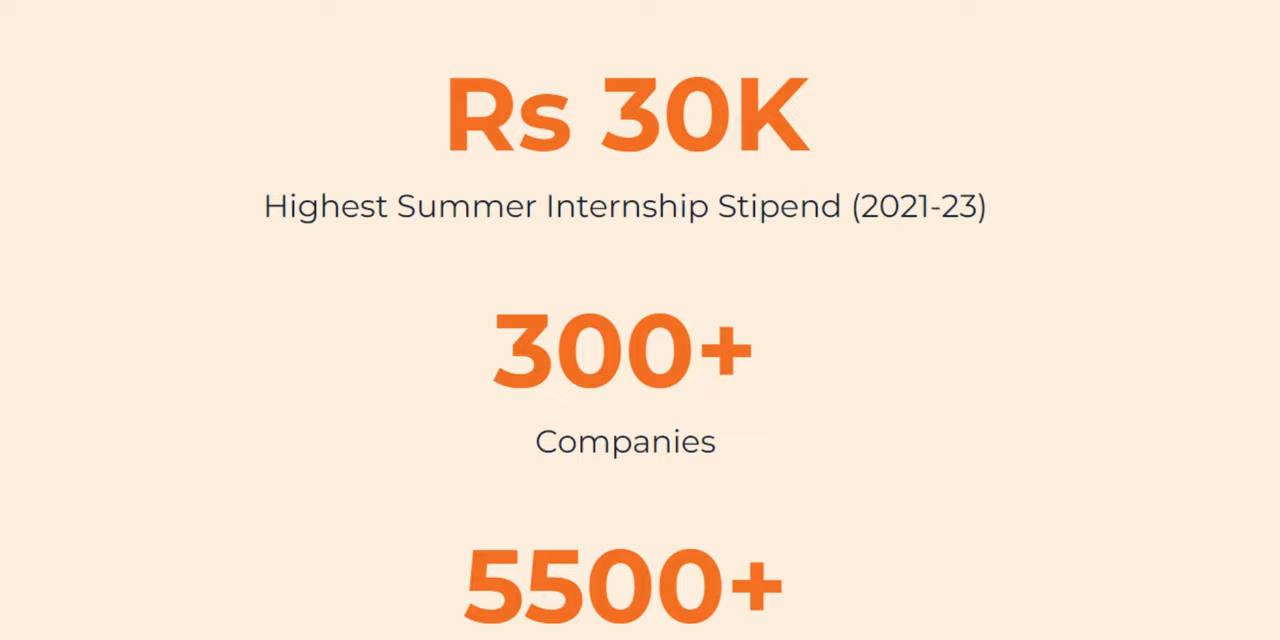 Rs 30K
Highest Summer Internship Stipend (2021-23)
300+
Companies
5500+